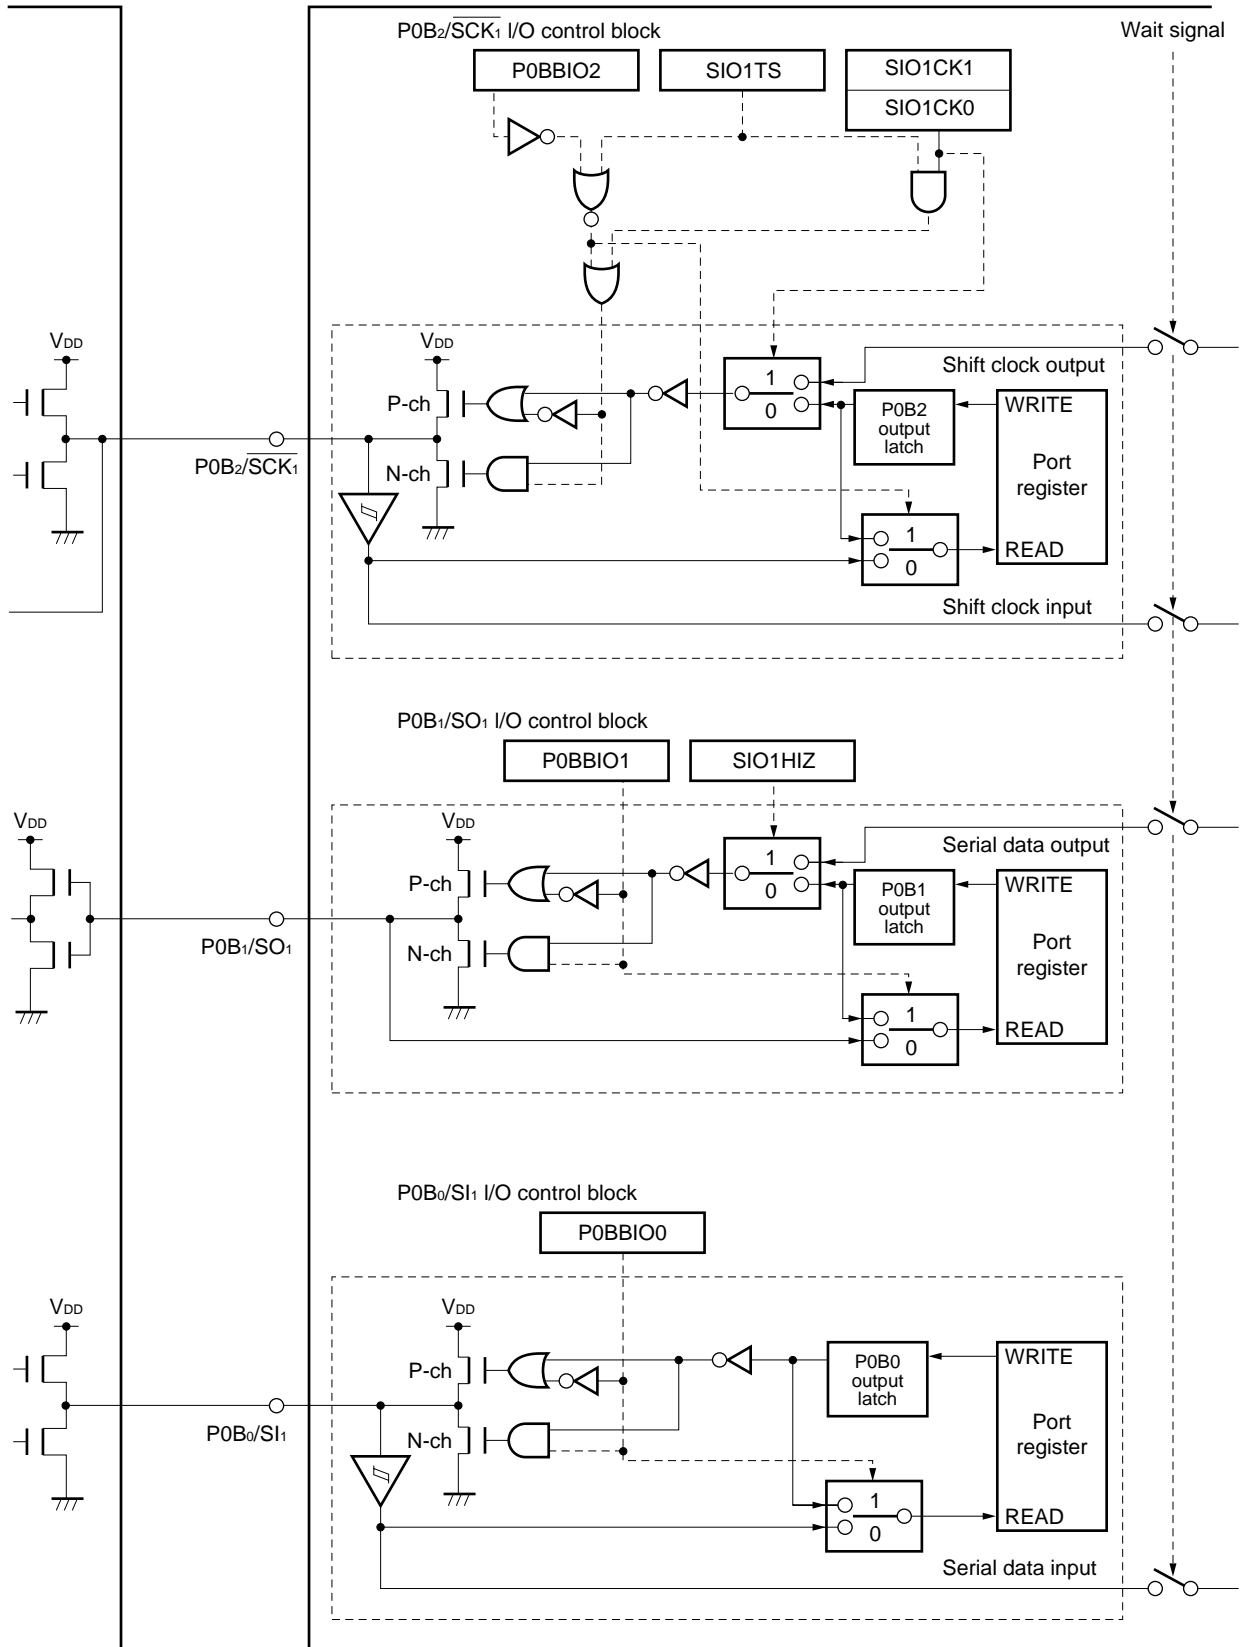 P0B2/SCK1 I/O control block
Wait signal
P0BBIO2
SIO1TS
SIO1CK1
SIO1CK0
VDD
VDD
P-ch
N-ch
P0B2/SCK1
1
0
Shift clock output
P0B2
output
latch
WRITE
Port
register
READ
1
0
Shift clock input
P0B1/SO1 I/O control block
P0BBIO1
SIO1HIZ
VDD
VDD
P-ch
N-ch
P0B1/SO1
1
0
Serial data output
P0B1
output
latch
WRITE
Port
register
READ
1
0
P0B0/SI1 I/O control block
P0BBIO0
VDD
VDD
P-ch
N-ch
P0B0/SI1
P0B0
output
latch
WRITE
Port
register
READ
1
0
Serial data input